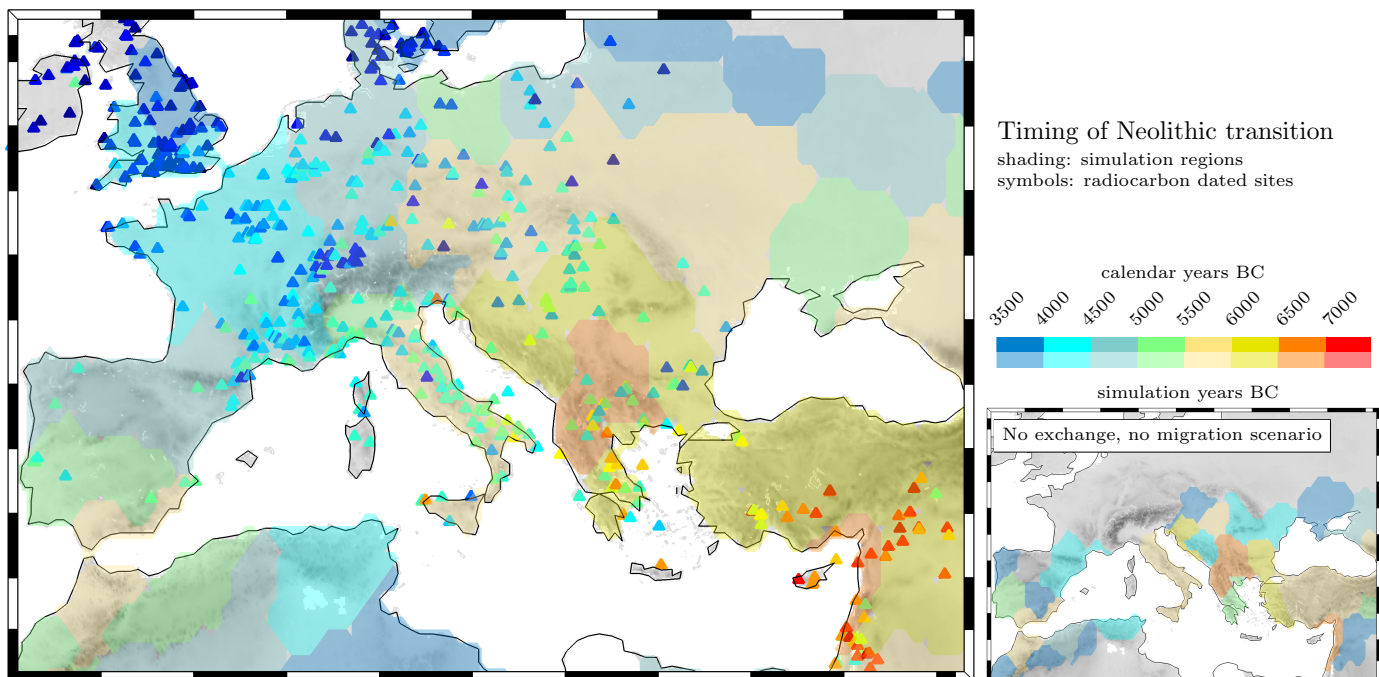 Timing of Neolithic transition
shading: simulation regions
symbols: radiocarbon dated sites
calendar years BC
3500 4000 4500 5000 5500 6000 6500 7000
simulation years BC
No exchange, no migration scenario